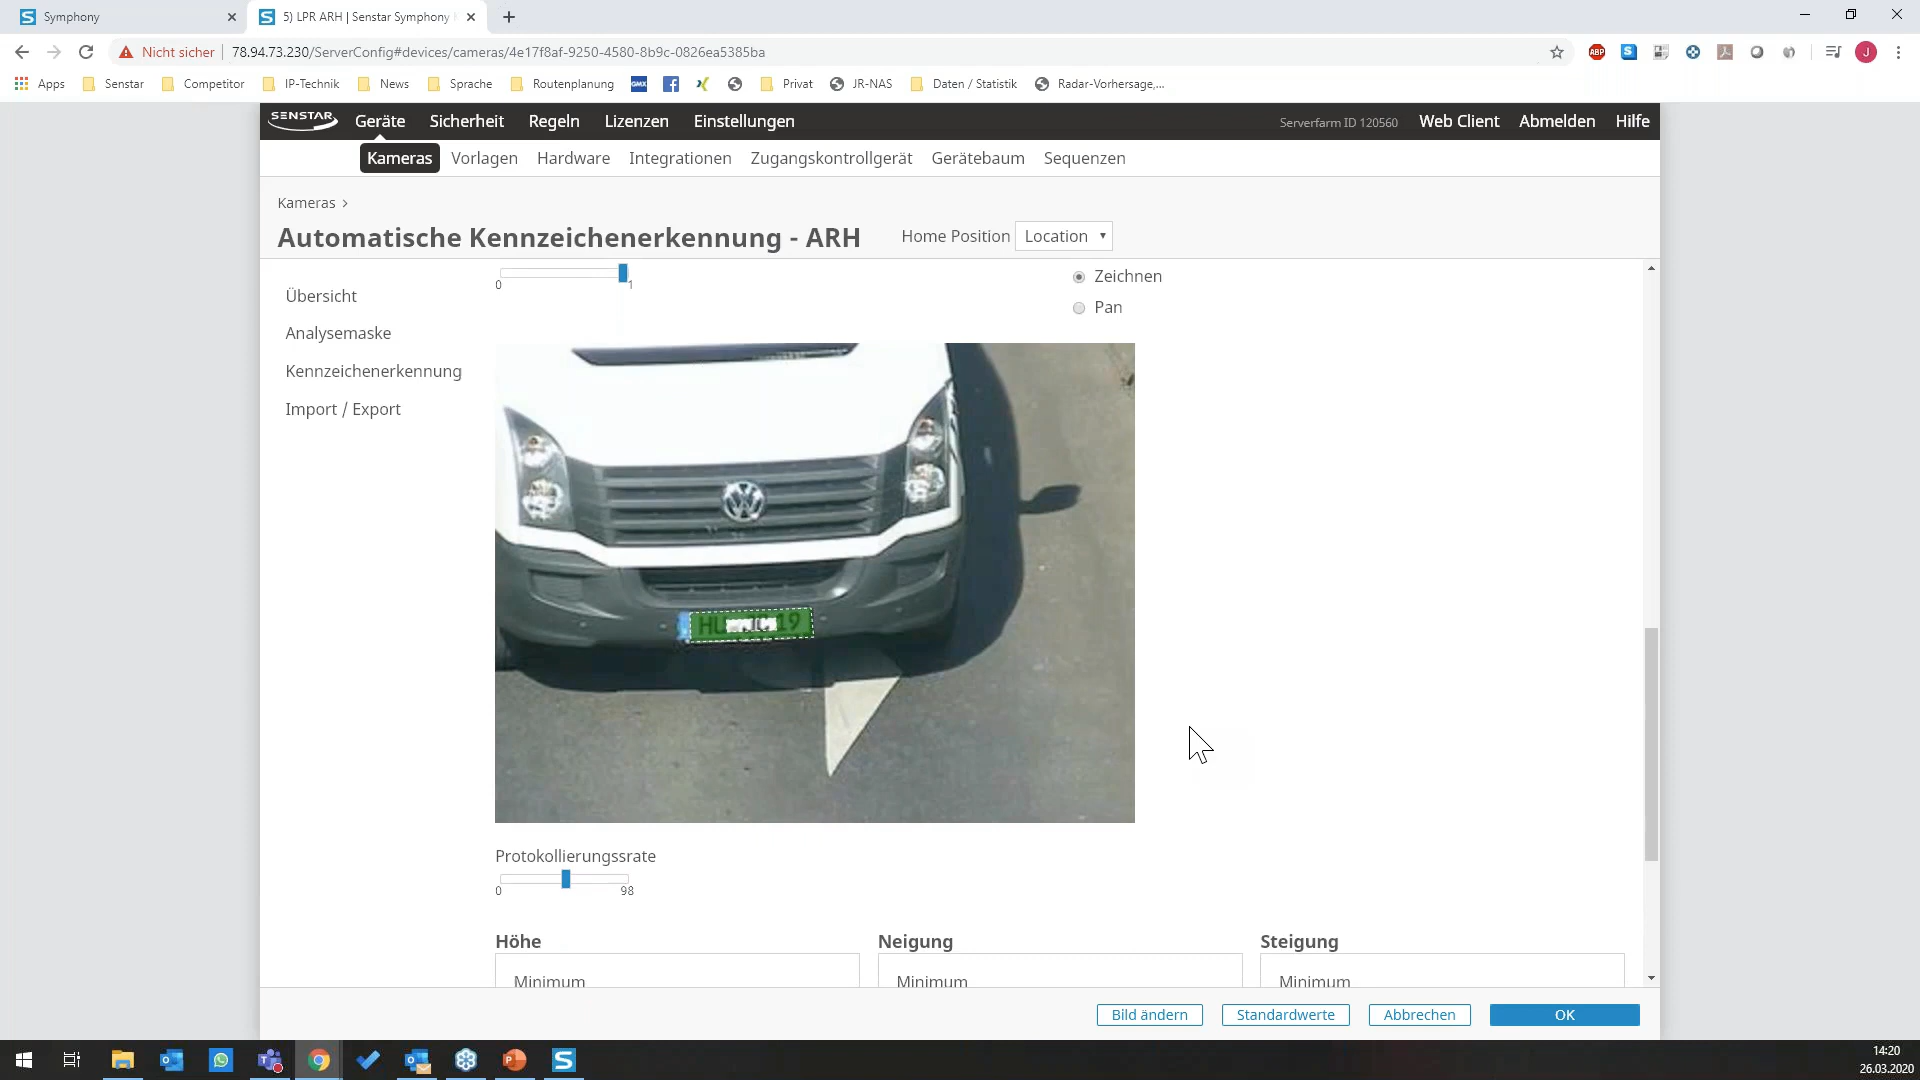 Symphony
5) LPR ARH | Senstar Symphony
Nicht sicher
78.94.73.230/ServerConfig#devices/cameras/4e17f8af-9250-4580-8b9c-0826ea5385ba
ABP
J
Apps
Senstar
Competitor
IP-Technik
News
Sprache
Routenplanung
GMX
Privat
JR-NAS
Daten / Statistik
Radar-Vorhersage,...
SENSTAR
Geräte
Sicherheit
Regeln
Lizenzen
Einstellungen
Serverfarm ID 120560
Web Client
Abmelden
Hilfe
Kameras
Vorlagen
Hardware
Integrationen
Zugangskontrollgerät
Gerätebaum
Sequenzen
Kameras >
Automatische Kennzeichenerkennung - ARH
Home Position
Location
0
1
Zeichnen
Pan
Übersicht
Analysemaske
Kennzeichenerkennung
Import / Export
Protokollierungssrate
0
98
Höhe
Neigung
Steigung
Minimum
Minimum
Minimum
Bild ändern
Standardwerte
Abbrechen
OK
14:20
26.03.2020